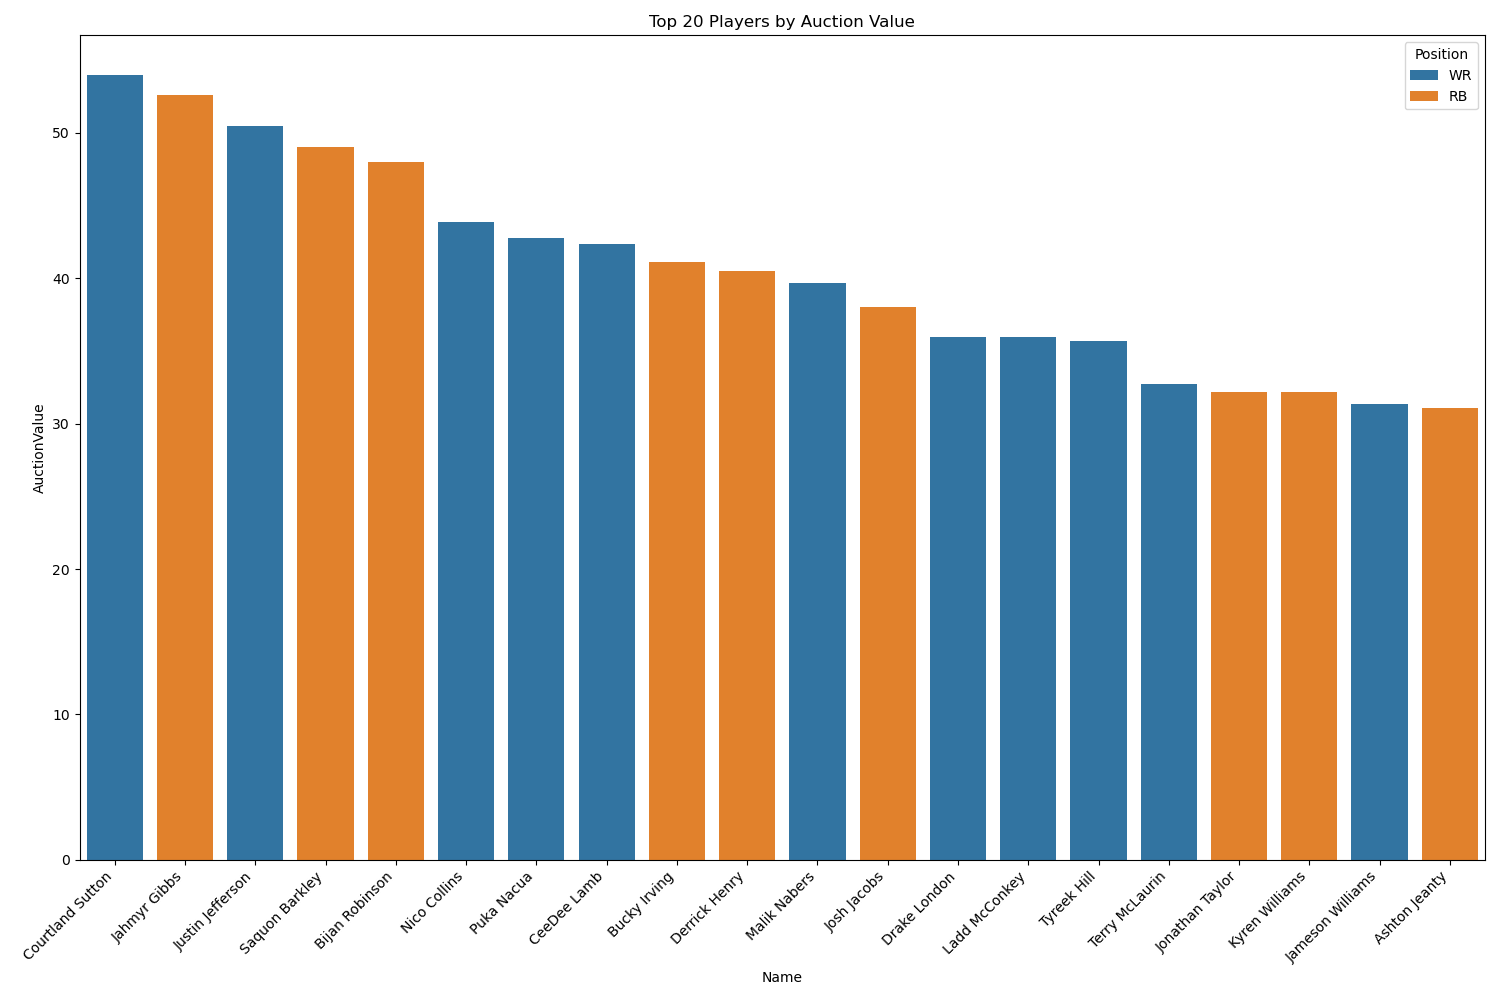 Top 20 Players by Auction Value
Position
WR
RB
AuctionValue
50
40
30
20
10
0
Courtland Sutton
Jahmyr Gibbs
Justin Jefferson
Saquon Barkley
Bijan Robinson
Nico Collins
Puka Nacua
CeeDee Lamb
Bucky Irving
Derrick Henry
Malik Nabers
Josh Jacobs
Drake London
Ladd McConkey
Tyreek Hill
Terry McLaurin
Jonathan Taylor
Kyren Williams
Jameson Williams
Ashton Jeanty
Name